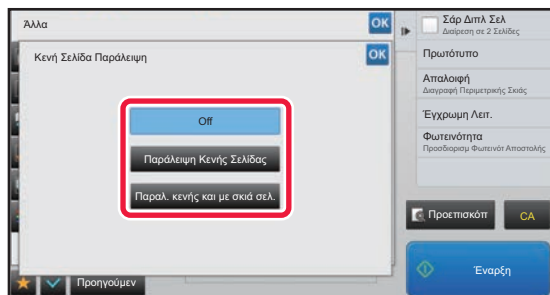 Άλλα
OK
Κενή Σελίδα Παράλειψη
OK
Off
Παράλειψη Κενής Σελίδας
Παραλ. κενής και με σκιά σελ.
Προηγούμεν
Σάρ Διπλ Σελ
Διαίρεση σε 2 Σελίδες
Πρωτότυπο
Απαλοιφή
Διαγραφή Περιμετρικής Σκιάς
Έγχρωμη Λειτ.
Φωτεινότητα
Προσδιορισμ Φωτεινότ Αποστολής
Προεπισκόπ
CA
Έναρξη